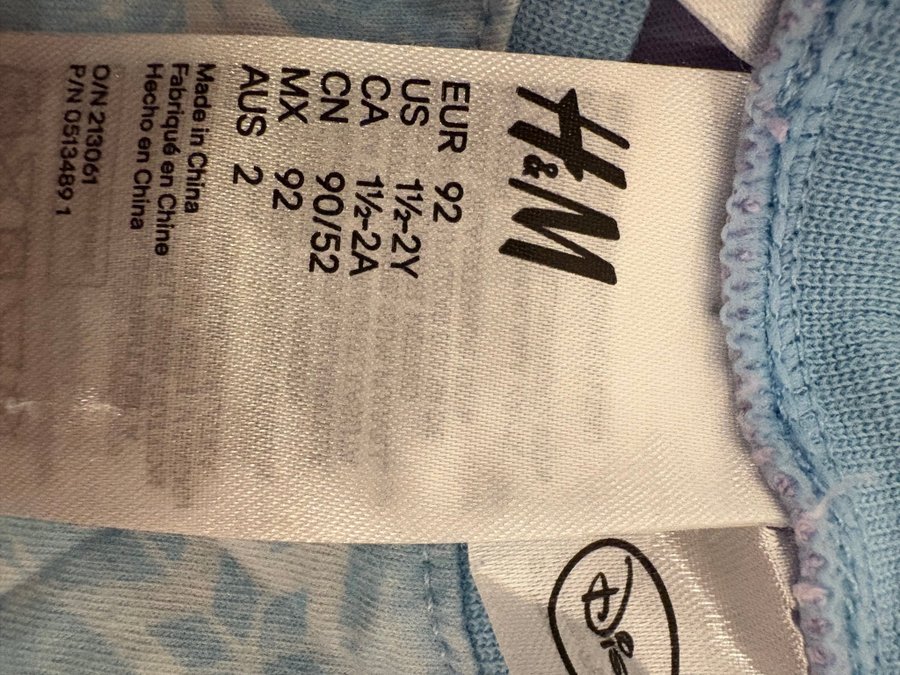 H&M
EUR 92
US 1½-2Y
CA 1½-2A
CN 90/52
MX 92
AUS 2
Made in China
Fabriqué en Chine
Hecho en China
O/N 213061
P/N 0513489 1
Dis